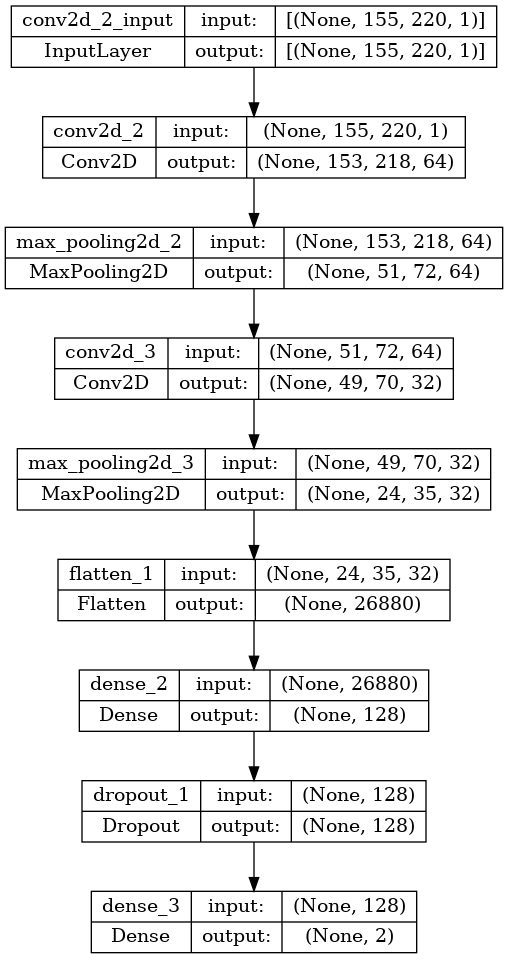 conv2d_2_input input: [(None, 155, 220, 1)]
InputLayer output: [(None, 155, 220, 1)]
conv2d_2 input: (None, 155, 220, 1)
Conv2D output: (None, 153, 218, 64)
max_pooling2d_2 input: (None, 153, 218, 64)
MaxPooling2D output: (None, 51, 72, 64)
conv2d_3 input: (None, 51, 72, 64)
Conv2D output: (None, 49, 70, 32)
max_pooling2d_3 input: (None, 49, 70, 32)
MaxPooling2D output: (None, 24, 35, 32)
flatten_1 input: (None, 24, 35, 32)
Flatten output: (None, 26880)
dense_2 input: (None, 26880)
Dense output: (None, 128)
dropout_1 input: (None, 128)
Dropout output: (None, 128)
dense_3 input: (None, 128)
Dense output: (None, 2)